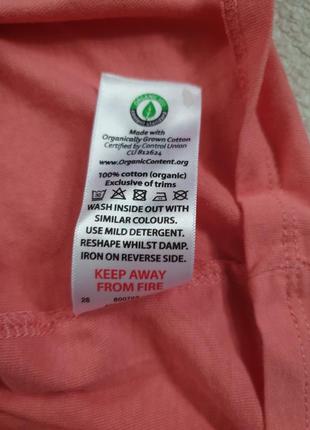 Made with
Organically Grown Cotton
Certified by Control Union
CU 812624
www.OrganicContent.org
100% cotton (organic)
Exclusive of trims
WASH INSIDE OUT WITH
SIMILAR COLOURS.
USE MILD DETERGENT.
RESHAPE WHILST DAMP.
IRON ON REVERSE SIDE.
KEEP AWAY
FROM FIRE
28